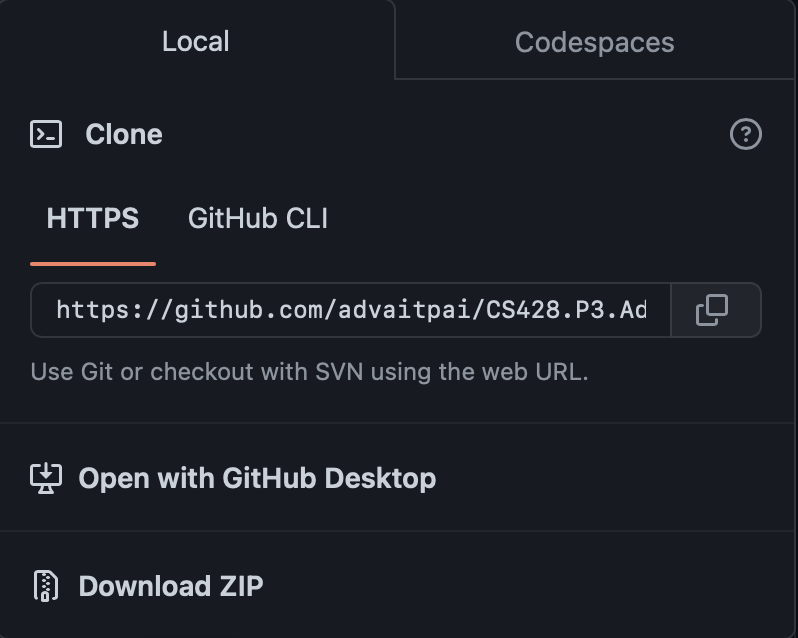 Local
Codespaces
Clone
HTTPS
GitHub CLI
https://github.com/advaitpai/CS428.P3.Ad
Use Git or checkout with SVN using the web URL.
Open with GitHub Desktop
Download ZIP